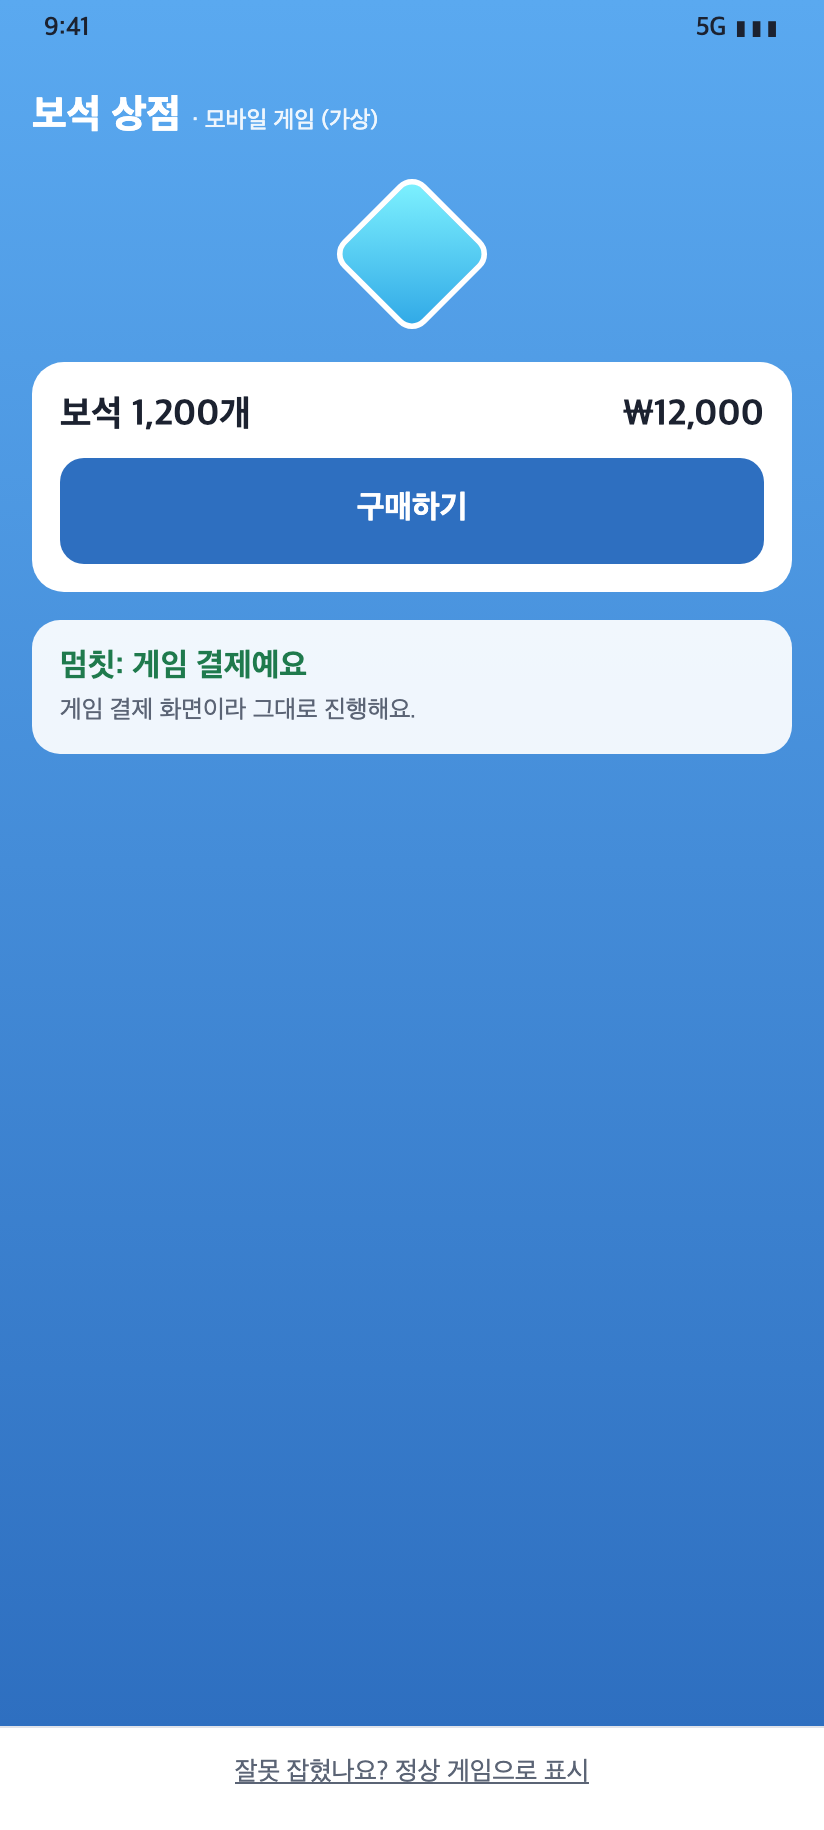 9:41 5G
보석 상점 · 모바일 게임 (가상)
보석 1,200개 ₩12,000
구매하기
멈칫: 게임 결제예요
게임 결제 화면이라 그대로 진행해요.
잘못 잡혔나요? 정상 게임으로 표시